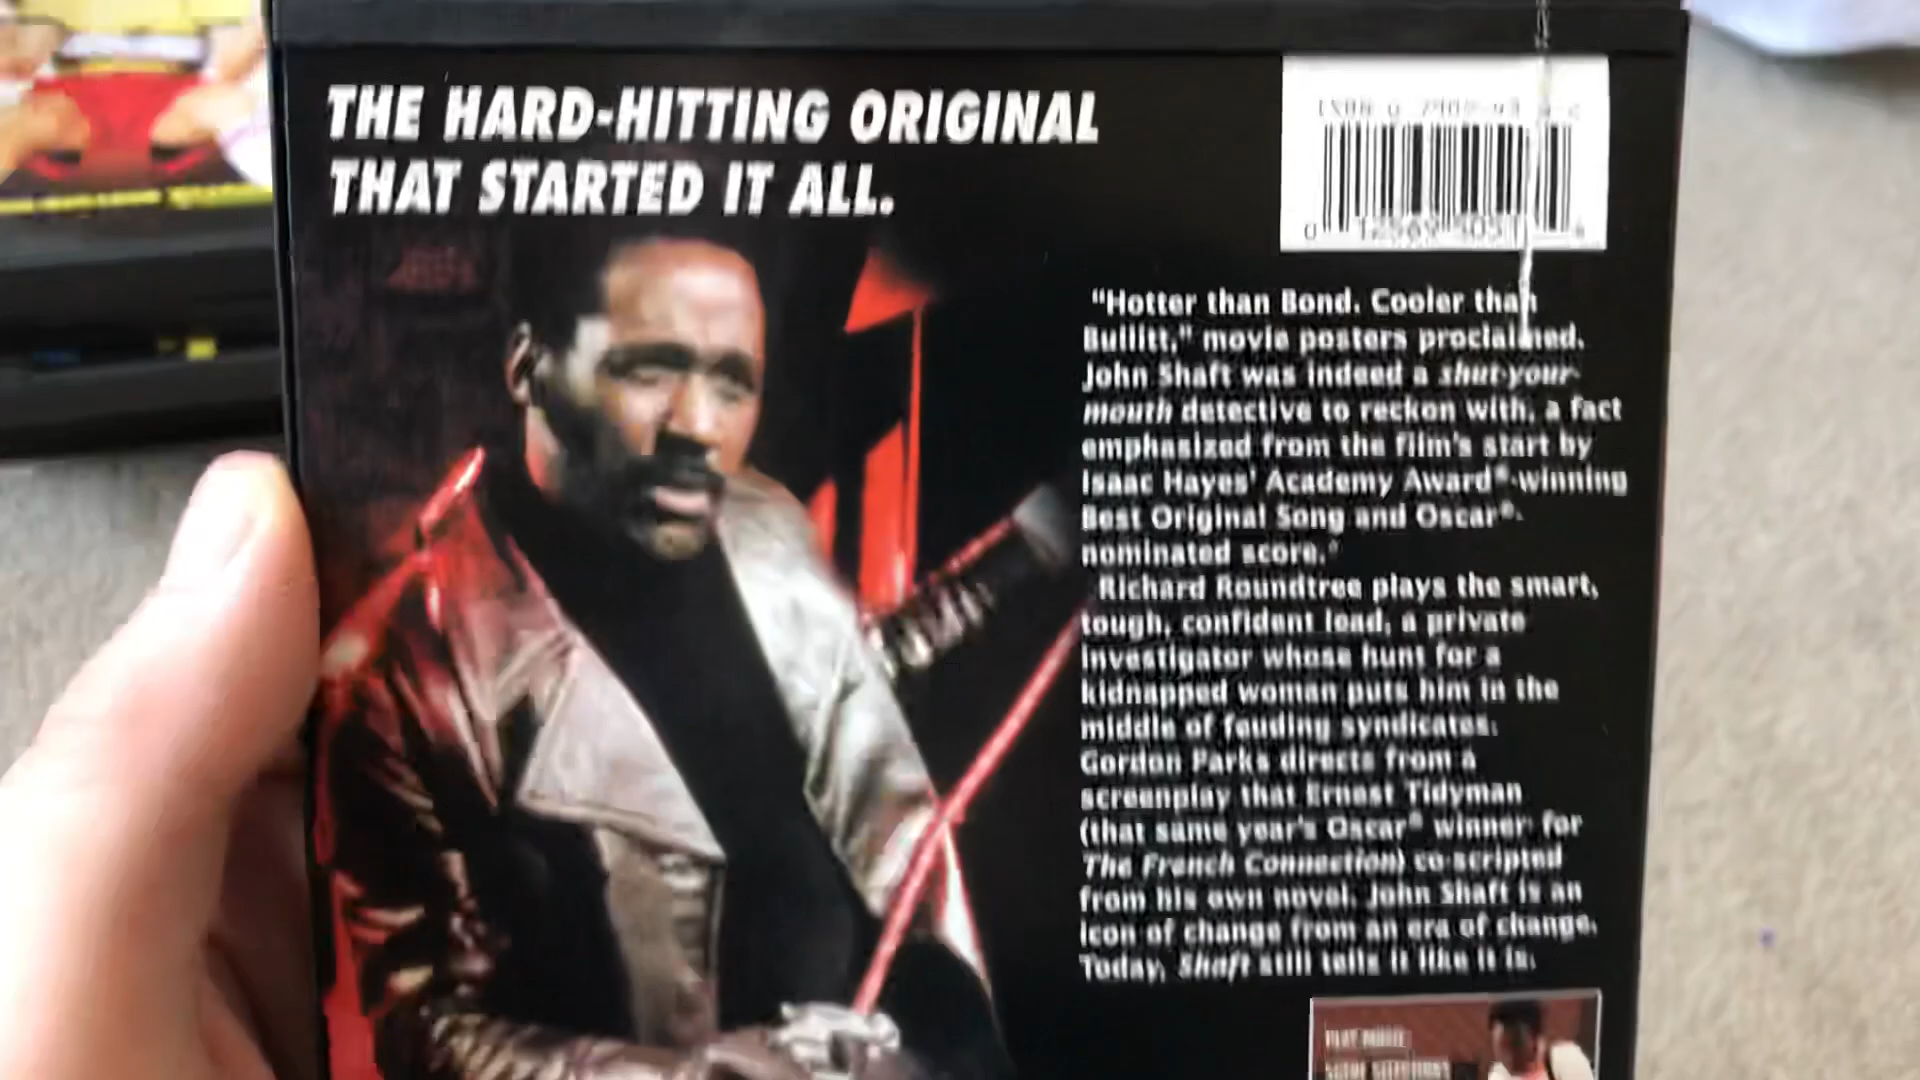 THE HARD-HITTING ORIGINAL
THAT STARTED IT ALL.
"Hotter than Bond. Cooler than
Bullitt," movie posters proclaimed.
John Shaft was indeed a shut-your-
mouth detective to reckon with, a fact
emphasized from the film's start by
Isaac Hayes' Academy Award®-winning
Best Original Song and Oscar®-
nominated score.*
Richard Roundtree plays the smart,
tough, confident lead, a private
investigator whose hunt for a
kidnapped woman puts him in the
middle of feuding syndicates.
Gordon Parks directs from a
screenplay that Ernest Tidyman
(that same year's Oscar® winner for
The French Connection) co-scripted
from his own novel. John Shaft is an
icon of change from an era of change.
Today, Shaft still tells it like it is.
PLAY MOVIE